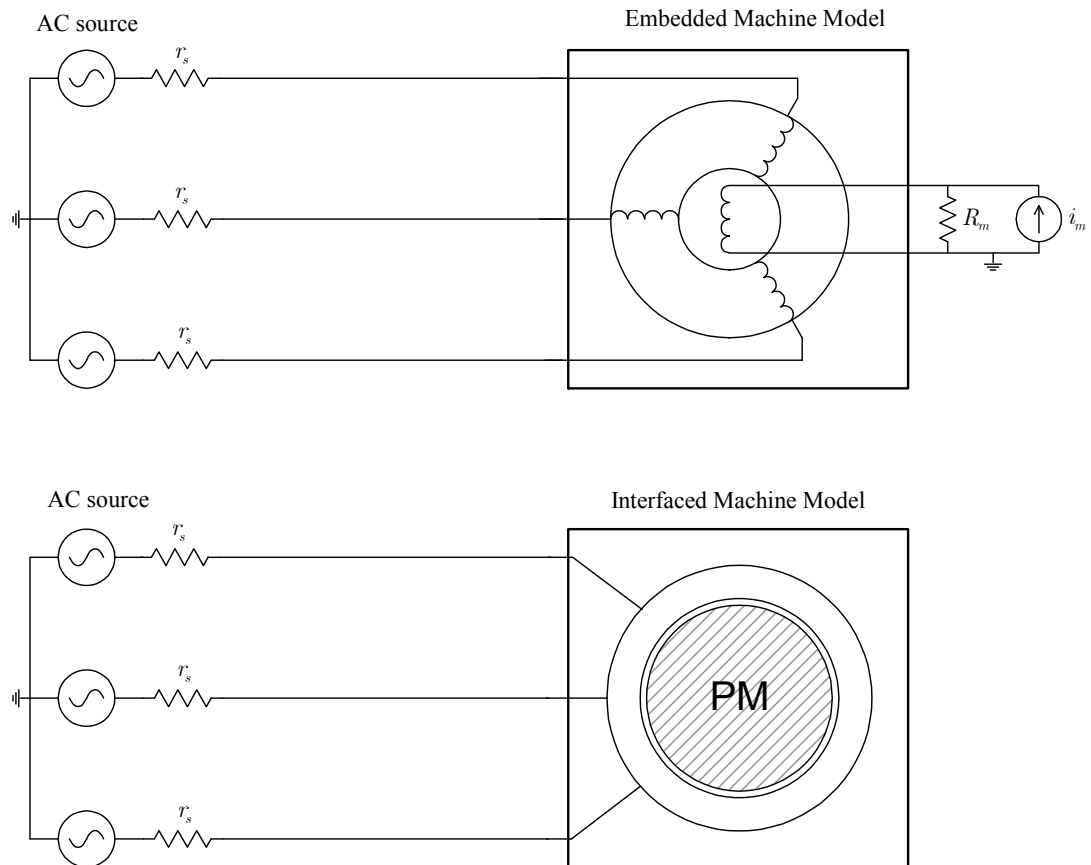 Embedded Machine Model
AC source
r_s
r_s
R_m
i_m
r_s
AC source
Interfaced Machine Model
r_s
r_s
PM
r_s